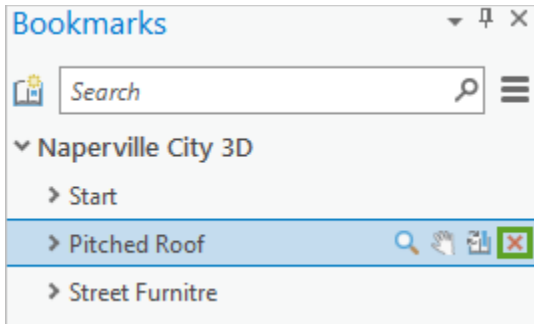 Bookmarks
Search
Naperville City 3D
Start
Pitched Roof
Street Furnitre